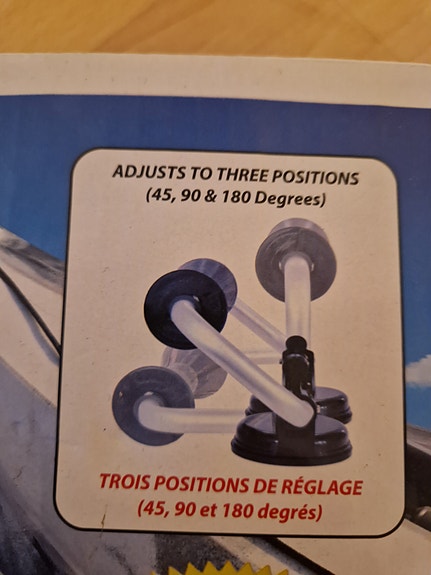 ADJUSTS TO THREE POSITIONS
(45, 90 & 180 Degrees)
TROIS POSITIONS DE RÉGLAGE
(45, 90 et 180 degrés)